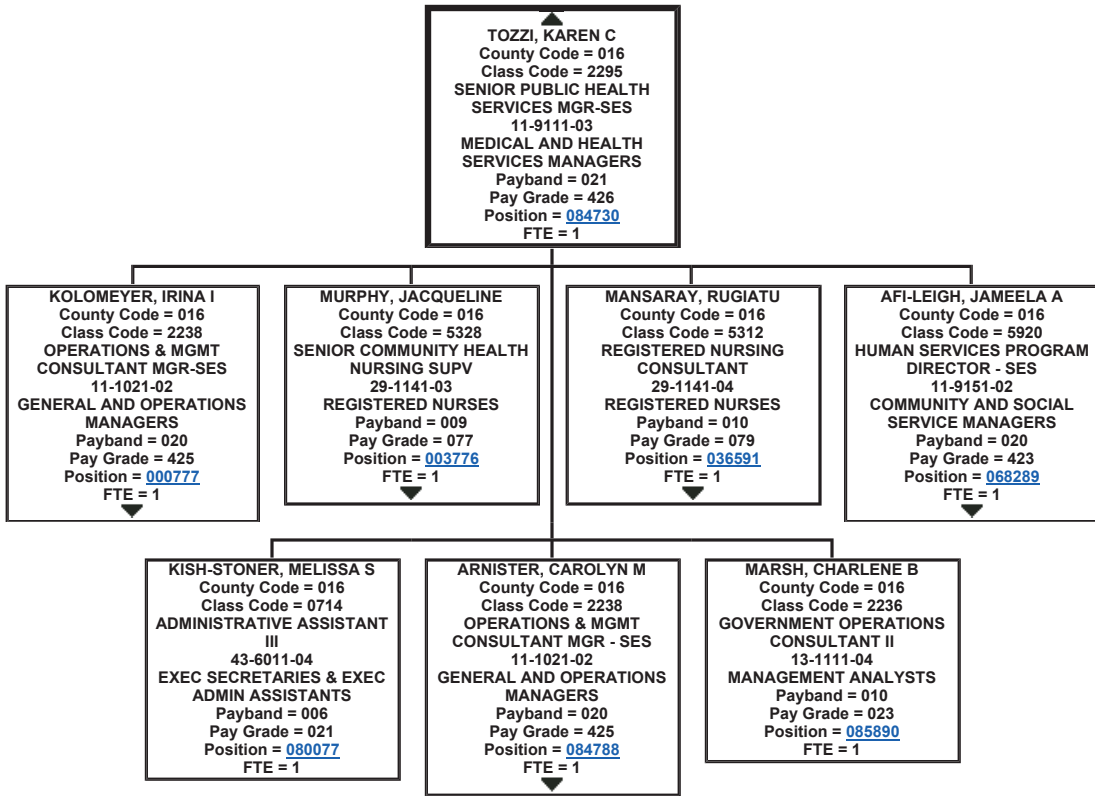 TOZZI, KAREN C
County Code = 016
Class Code = 2295
SENIOR PUBLIC HEALTH
SERVICES MGR-SES
11-9111-03
MEDICAL AND HEALTH
SERVICES MANAGERS
Payband = 021
Pay Grade = 426
Position = 084730
FTE = 1
KOLOMEYER, IRINA I
County Code = 016
Class Code = 2238
OPERATIONS & MGMT
CONSULTANT MGR-SES
11-1021-02
GENERAL AND OPERATIONS
MANAGERS
Payband = 020
Pay Grade = 425
Position = 000777
FTE = 1
MURPHY, JACQUELINE
County Code = 016
Class Code = 5328
SENIOR COMMUNITY HEALTH
NURSING SUPV
29-1141-03
REGISTERED NURSES
Payband = 009
Pay Grade = 077
Position = 003776
FTE = 1
MANSARAY, RUGIATU
County Code = 016
Class Code = 5312
REGISTERED NURSING
CONSULTANT
29-1141-04
REGISTERED NURSES
Payband = 010
Pay Grade = 079
Position = 036591
FTE = 1
AFI-LEIGH, JAMEELA A
County Code = 016
Class Code = 5920
HUMAN SERVICES PROGRAM
DIRECTOR - SES
11-9151-02
COMMUNITY AND SOCIAL
SERVICE MANAGERS
Payband = 020
Pay Grade = 423
Position = 068289
FTE = 1
KISH-STONER, MELISSA S
County Code = 016
Class Code = 0714
ADMINISTRATIVE ASSISTANT
III
43-6011-04
EXEC SECRETARIES & EXEC
ADMIN ASSISTANTS
Payband = 006
Pay Grade = 021
Position = 080077
FTE = 1
ARNISTER, CAROLYN M
County Code = 016
Class Code = 2238
OPERATIONS & MGMT
CONSULTANT MGR - SES
11-1021-02
GENERAL AND OPERATIONS
MANAGERS
Payband = 020
Pay Grade = 425
Position = 084788
FTE = 1
MARSH, CHARLENE B
County Code = 016
Class Code = 2236
GOVERNMENT OPERATIONS
CONSULTANT II
13-1111-04
MANAGEMENT ANALYSTS
Payband = 010
Pay Grade = 023
Position = 085890
FTE = 1